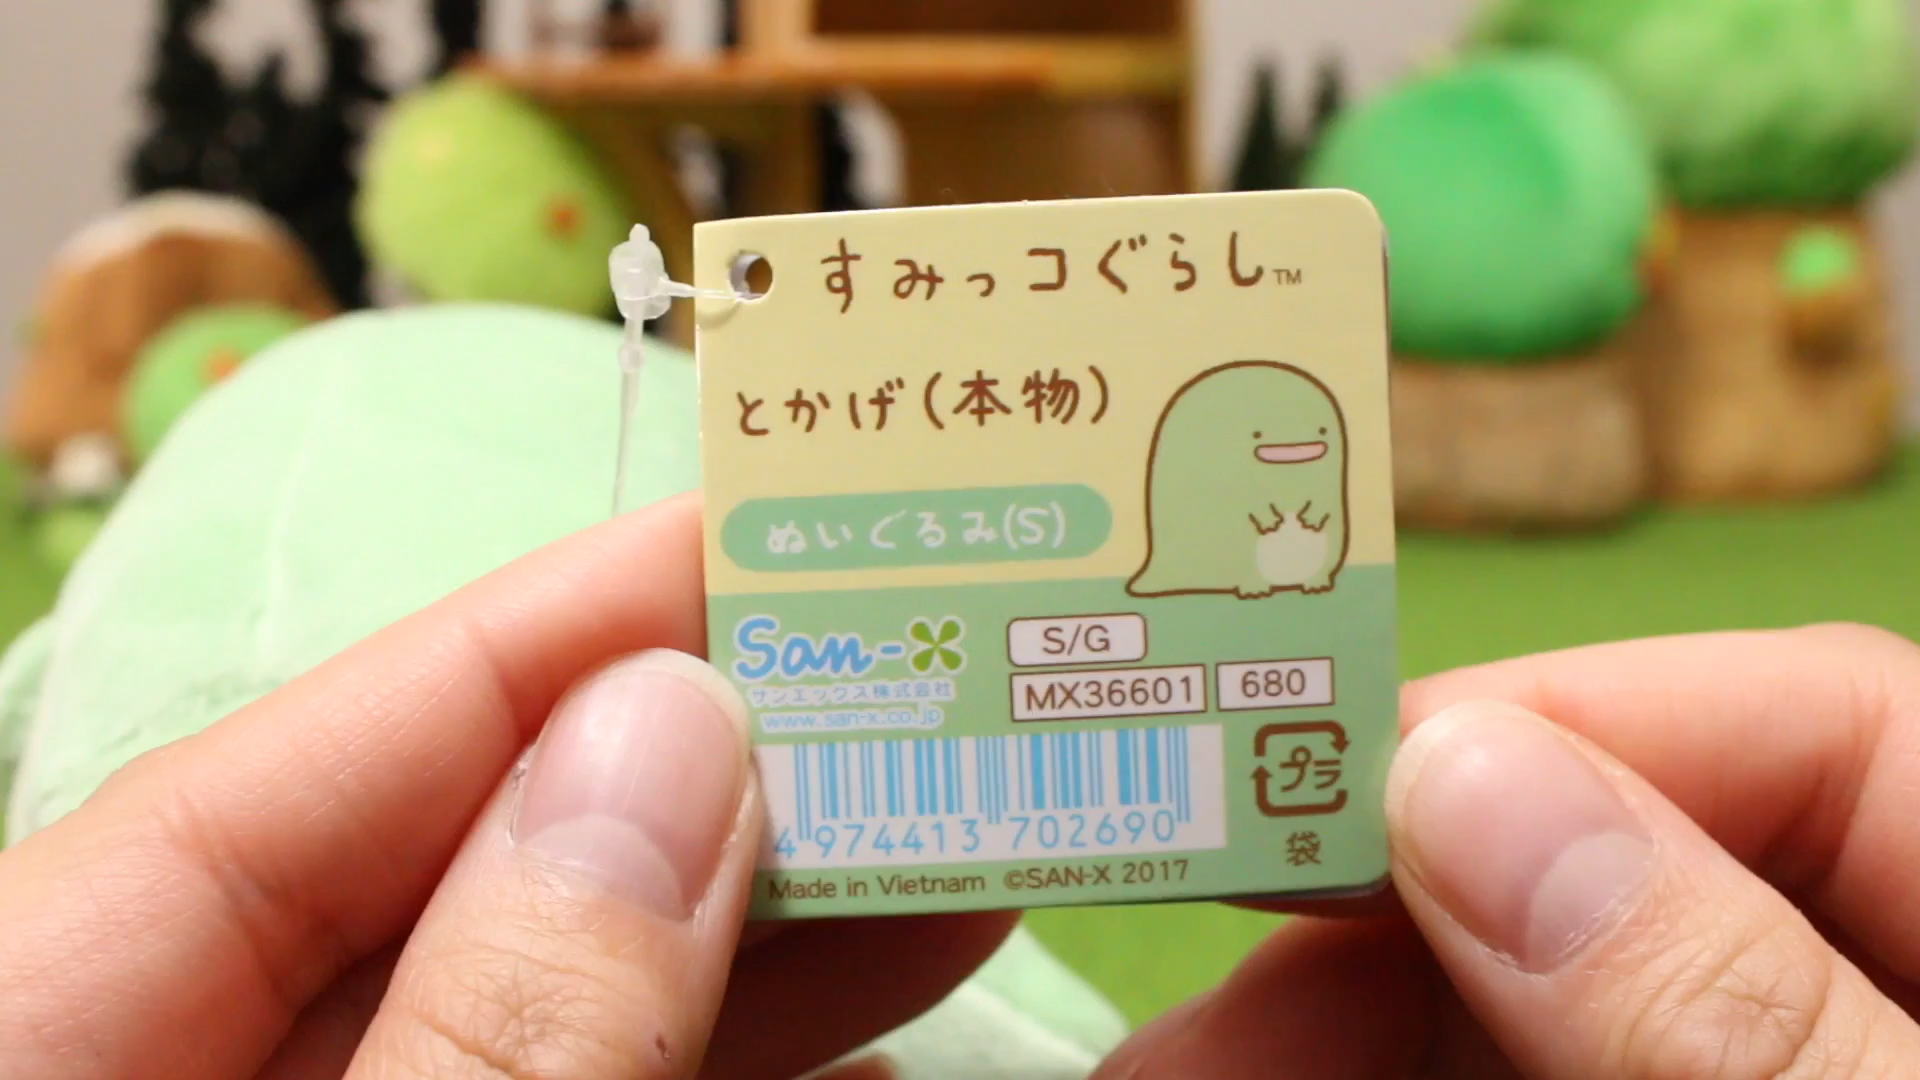 すみっコぐらし™
とかげ(本物)
ぬいぐるみ(S)
San-X
サンエックス株式会社
www.san-x.co.jp
S/G
MX36601
680
4 974413 702690
プラ
袋
Made in Vietnam ©SAN-X 2017